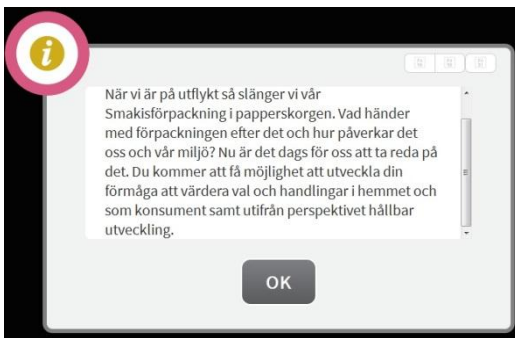 i
När vi är på utflykt så slänger vi vår
Smakisförpackning i papperskorgen. Vad händer
med förpackningen efter det och hur påverkar det
oss och vår miljö? Nu är det dags för oss att ta reda på
det. Du kommer att få möjlighet att utveckla din
förmåga att värdera val och handlingar i hemmet och
som konsument samt utifrån perspektivet hållbar
utveckling.
OK